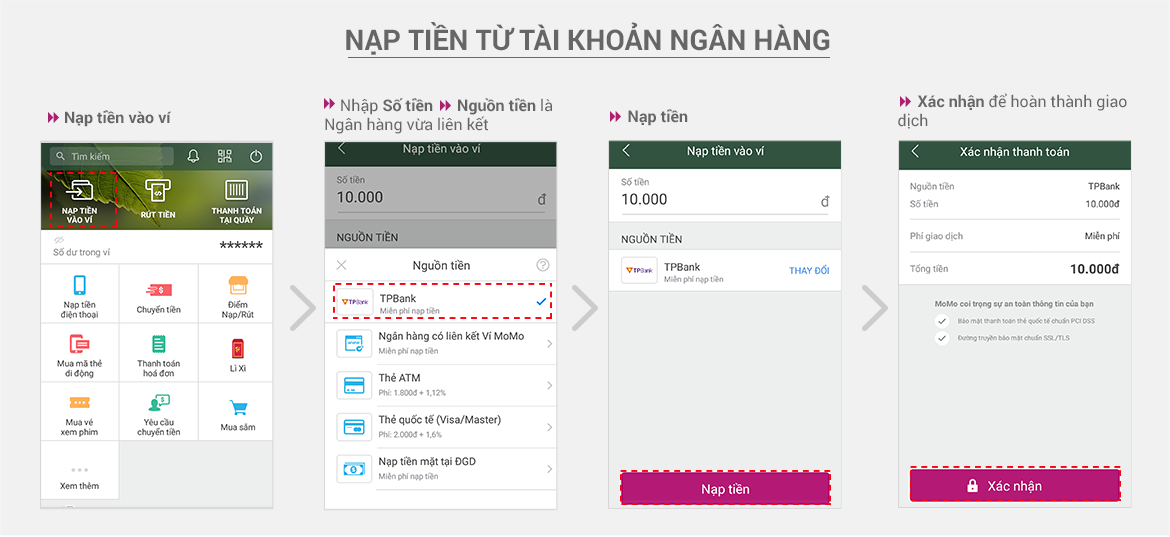 NẠP TIỀN TỪ TÀI KHOẢN NGÂN HÀNG
Nạp tiền vào ví
Tìm kiếm
NẠP TIỀN
VÀO VÍ
RÚT TIỀN
THANH TOÁN
TẠI QUẦY
Số dư trong ví
******
Nạp tiền
điện thoại
Chuyển tiền
Điểm
Nạp/Rút
Mua mã thẻ
di động
Thanh toán
hoá đơn
Lì Xì
Mua vé
xem phim
Yêu cầu
chuyển tiền
Mua sắm
Xem thêm
Nhập Số tiền Nguồn tiền là
Ngân hàng vừa liên kết
Nạp tiền vào ví
Số tiền
10.000 đ
NGUỒN TIỀN
Nguồn tiền
TPBank
TPBank
Miễn phí nạp tiền
Ngân hàng có liên kết Ví MoMo
Miễn phí nạp tiền
Thẻ ATM
Phí: 1.800đ + 1,12%
Thẻ quốc tế (Visa/Master)
Phí: 2.000đ + 1,6%
Nạp tiền mặt tại ĐGD
Miễn phí nạp tiền
Nạp tiền
Nạp tiền vào ví
Số tiền
10.000 đ
NGUỒN TIỀN
TPBank
TPBank
Miễn phí nạp tiền
THAY ĐỔI
Nạp tiền
Xác nhận để hoàn thành giao
dịch
Xác nhận thanh toán
Nguồn tiền TPBank
Số tiền 10.000đ
Phí giao dịch Miễn phí
Tổng tiền 10.000đ
MoMo coi trọng sự an toàn thông tin của bạn
Bảo mật thanh toán thẻ quốc tế chuẩn PCI DSS
Đường truyền bảo mật chuẩn SSL/TLS
Xác nhận